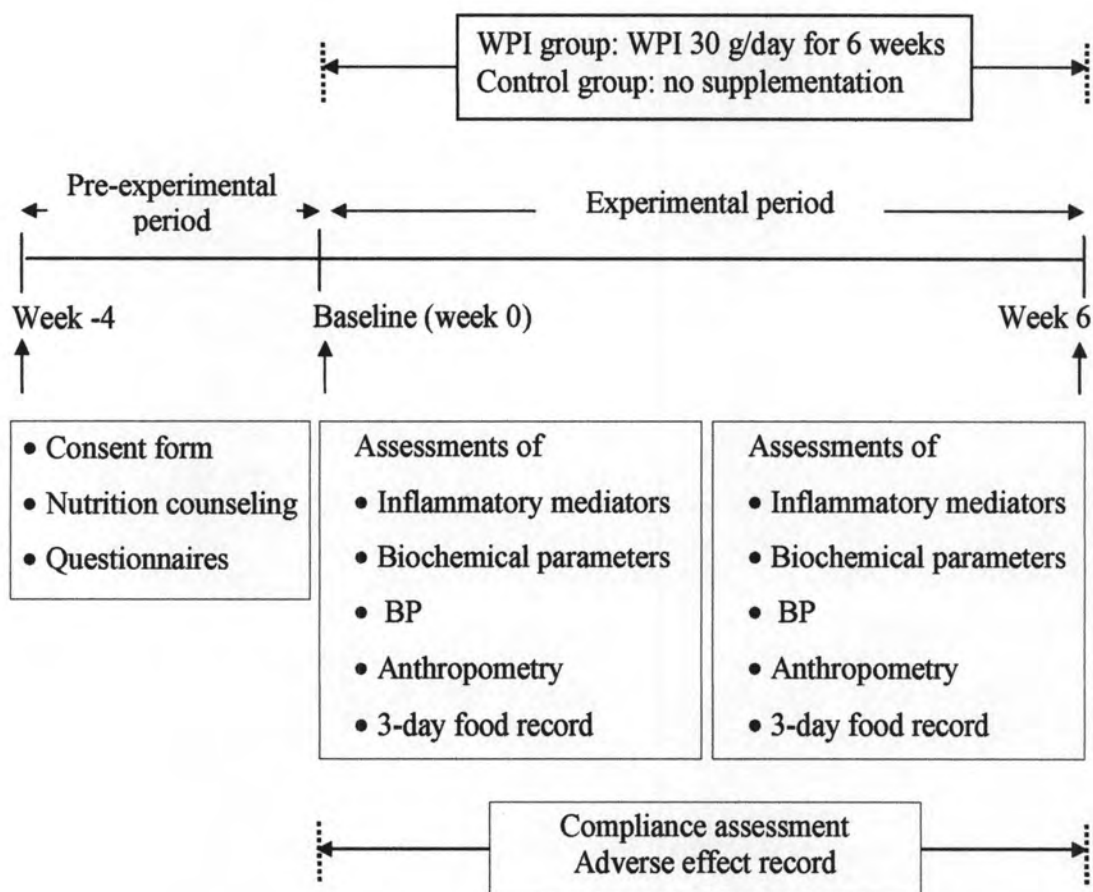 WPI group: WPI 30 g/day for 6 weeks
Control group: no supplementation
Pre-experimental
period
Experimental period
Week -4
Baseline (week 0)
Week 6
• Consent form
• Nutrition counseling
• Questionnaires
Assessments of
• Inflammatory mediators
• Biochemical parameters
• BP
• Anthropometry
• 3-day food record
Assessments of
• Inflammatory mediators
• Biochemical parameters
• BP
• Anthropometry
• 3-day food record
Compliance assessment
Adverse effect record